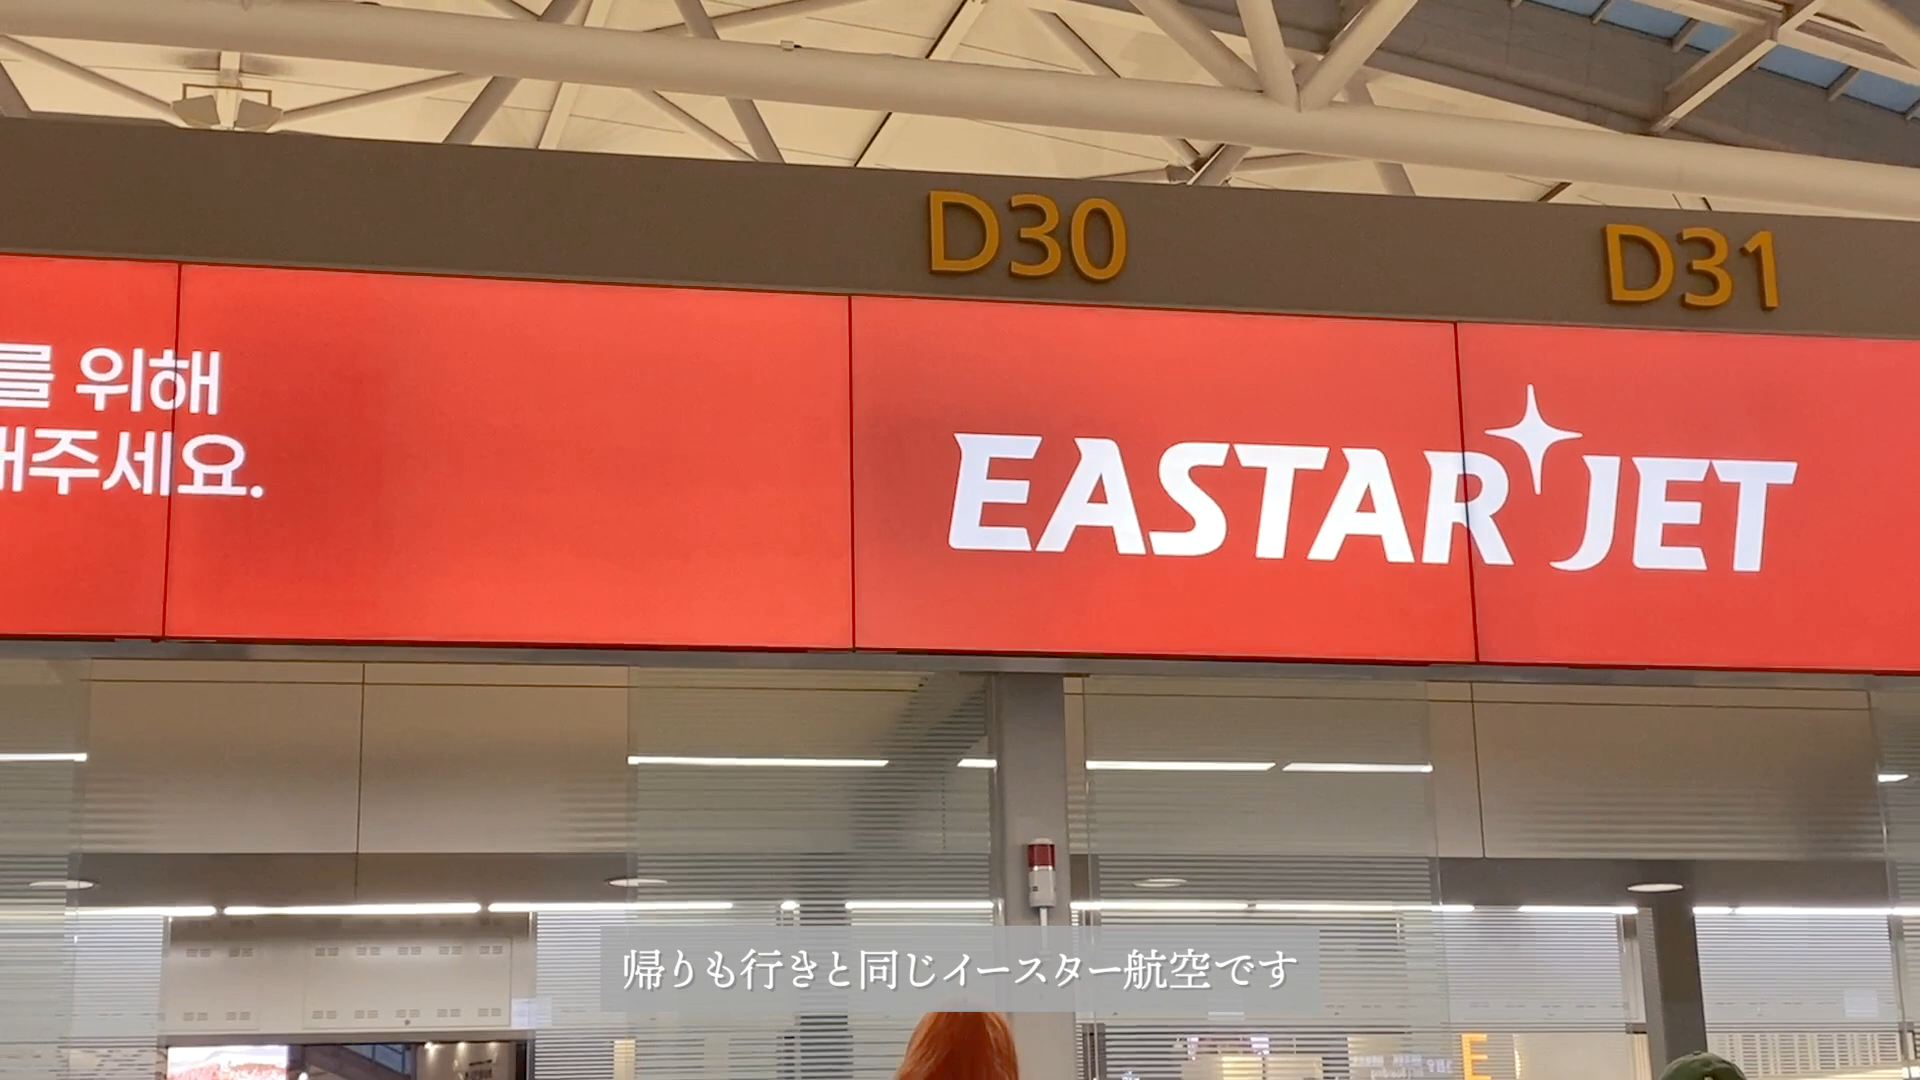 D30
D31
를 위해
해주세요.
EASTAR JET
帰りも行きと同じイースター航空です
E